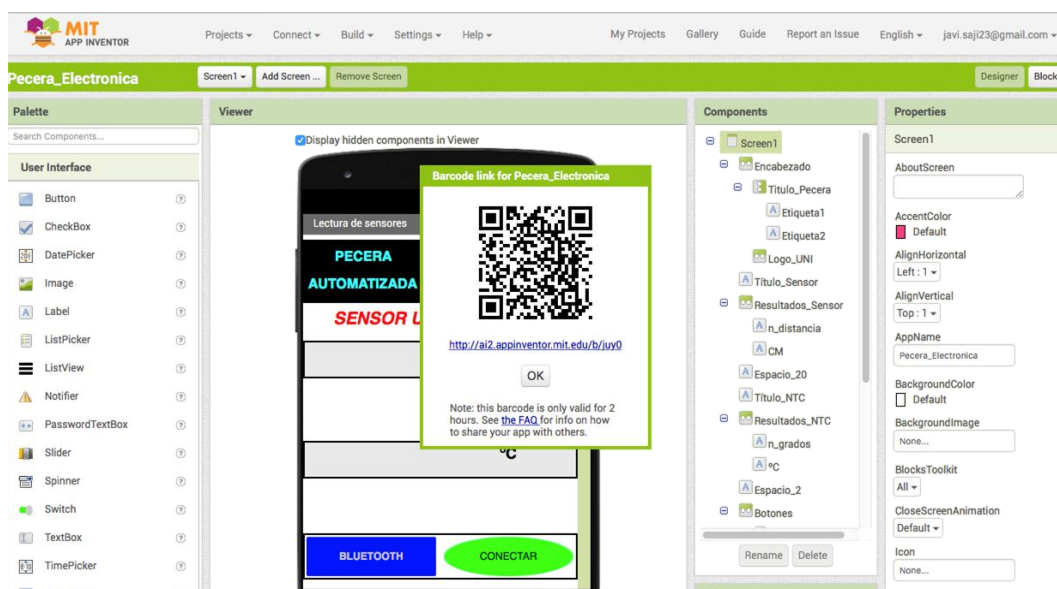 MIT
APP INVENTOR
Projects
Connect
Build
Settings
Help
My Projects
Gallery
Guide
Report an Issue
English
javi.saji23@gmail.com
Pecera_Electronica
Screen1
Add Screen ...
Remove Screen
Designer
Block
Palette
Search Components...
User Interface
Button
CheckBox
DatePicker
Image
Label
ListPicker
ListView
Notifier
PasswordTextBox
Slider
Spinner
Switch
TextBox
TimePicker
Viewer
Display hidden components in Viewer
Lectura de sensores
PECERA
AUTOMATIZADA
SENSOR U
ºC
BLUETOOTH
CONECTAR
Barcode link for Pecera_Electronica
http://ai2.appinventor.mit.edu/b/juy0
OK
Note: this barcode is only valid for 2
hours. See the FAQ for info on how
to share your app with others.
Components
Screen1
Encabezado
Titulo_Pecera
Etiqueta1
Etiqueta2
Logo_UNI
Título_Sensor
Resultados_Sensor
n_distancia
CM
Espacio_20
Título_NTC
Resultados_NTC
n_grados
ºC
Espacio_2
Botones
Rename
Delete
Properties
Screen1
AboutScreen
AccentColor
Default
AlignHorizontal
Left : 1
AlignVertical
Top : 1
AppName
Pecera_Electronica
BackgroundColor
Default
BackgroundImage
None...
BlocksToolkit
All
CloseScreenAnimation
Default
Icon
None...